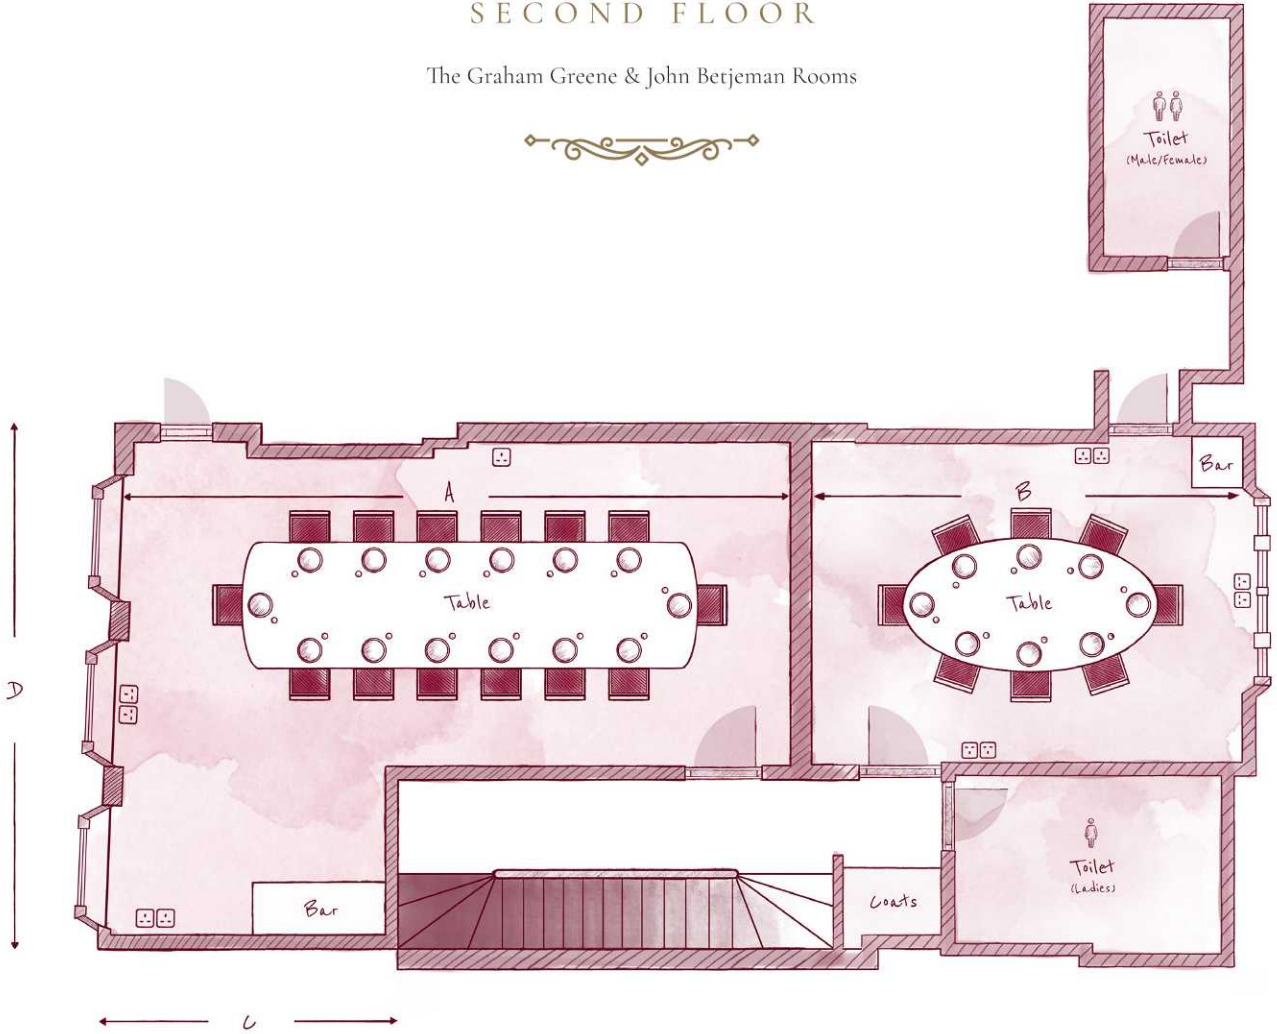 SECOND FLOOR
The Graham Greene & John Betjeman Rooms
Toilet
(Male/Female)
Bar
A
B
Table
Table
D
Toilet
(Ladies)
Bar
Coats
C